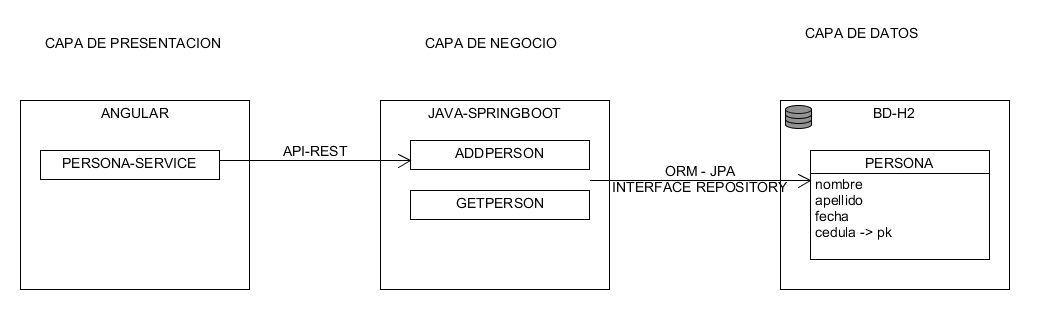 CAPA DE PRESENTACION
CAPA DE NEGOCIO
CAPA DE DATOS
ANGULAR
PERSONA-SERVICE
API-REST
JAVA-SPRINGBOOT
ADDPERSON
GETPERSON
ORM - JPA
INTERFACE REPOSITORY
BD-H2
PERSONA
nombre
apellido
fecha
cedula -> pk